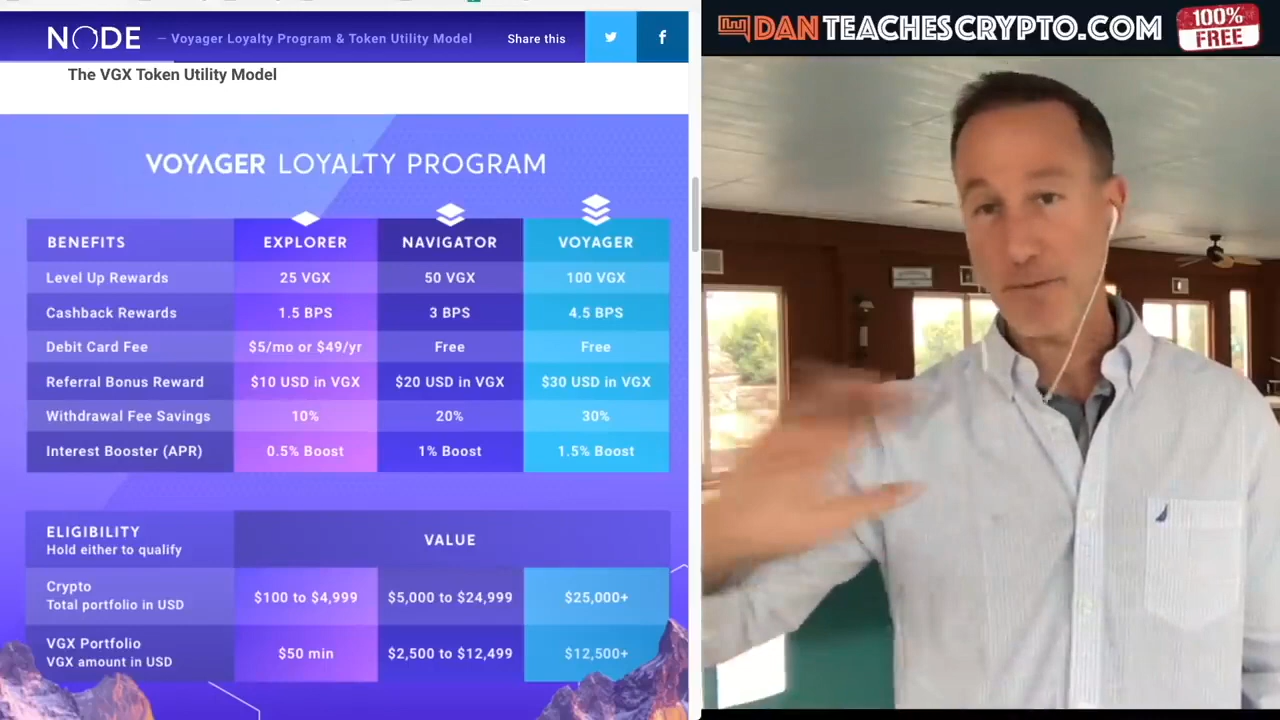 NODE
— Voyager Loyalty Program & Token Utility Model
Share this
The VGX Token Utility Model
VOYAGER LOYALTY PROGRAM
BENEFITS EXPLORER NAVIGATOR VOYAGER
Level Up Rewards 25 VGX 50 VGX 100 VGX
Cashback Rewards 1.5 BPS 3 BPS 4.5 BPS
Debit Card Fee $5/mo or $49/yr Free Free
Referral Bonus Reward $10 USD in VGX $20 USD in VGX $30 USD in VGX
Withdrawal Fee Savings 10% 20% 30%
Interest Booster (APR) 0.5% Boost 1% Boost 1.5% Boost
ELIGIBILITY
Hold either to qualify
VALUE
Crypto
Total portfolio in USD
$100 to $4,999 $5,000 to $24,999 $25,000+
VGX Portfolio
VGX amount in USD
$50 min $2,500 to $12,499 $12,500+
DANTEACHESCRYPTO.COM
100%
FREE